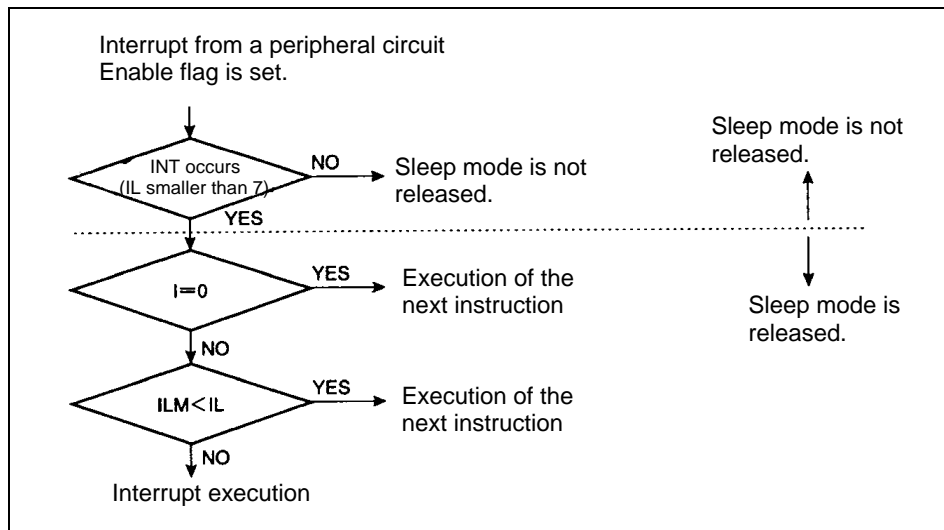 Interrupt from a peripheral circuit
Enable flag is set.
INT occurs
(IL smaller than 7)
NO
Sleep mode is not
released.
YES
Sleep mode is not
released.
I=0
YES
Execution of the
next instruction
Sleep mode is
released.
NO
ILM<IL
YES
Execution of the
next instruction
NO
Interrupt execution